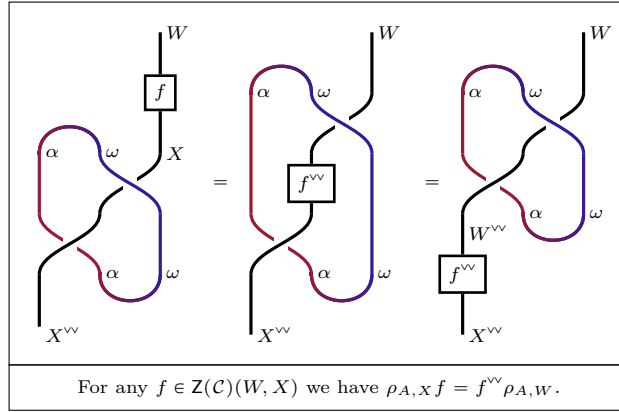 W
f
α
ω
X
α
ω
X^∨∨
=
W
α
ω
f^∨∨
α
ω
X^∨∨
=
W
α
ω
α
ω
W^∨∨
f^∨∨
X^∨∨
For any f ∈ Z(𝒞)(W, X) we have ρ_{A,X} f = f^∨∨ ρ_{A,W}.